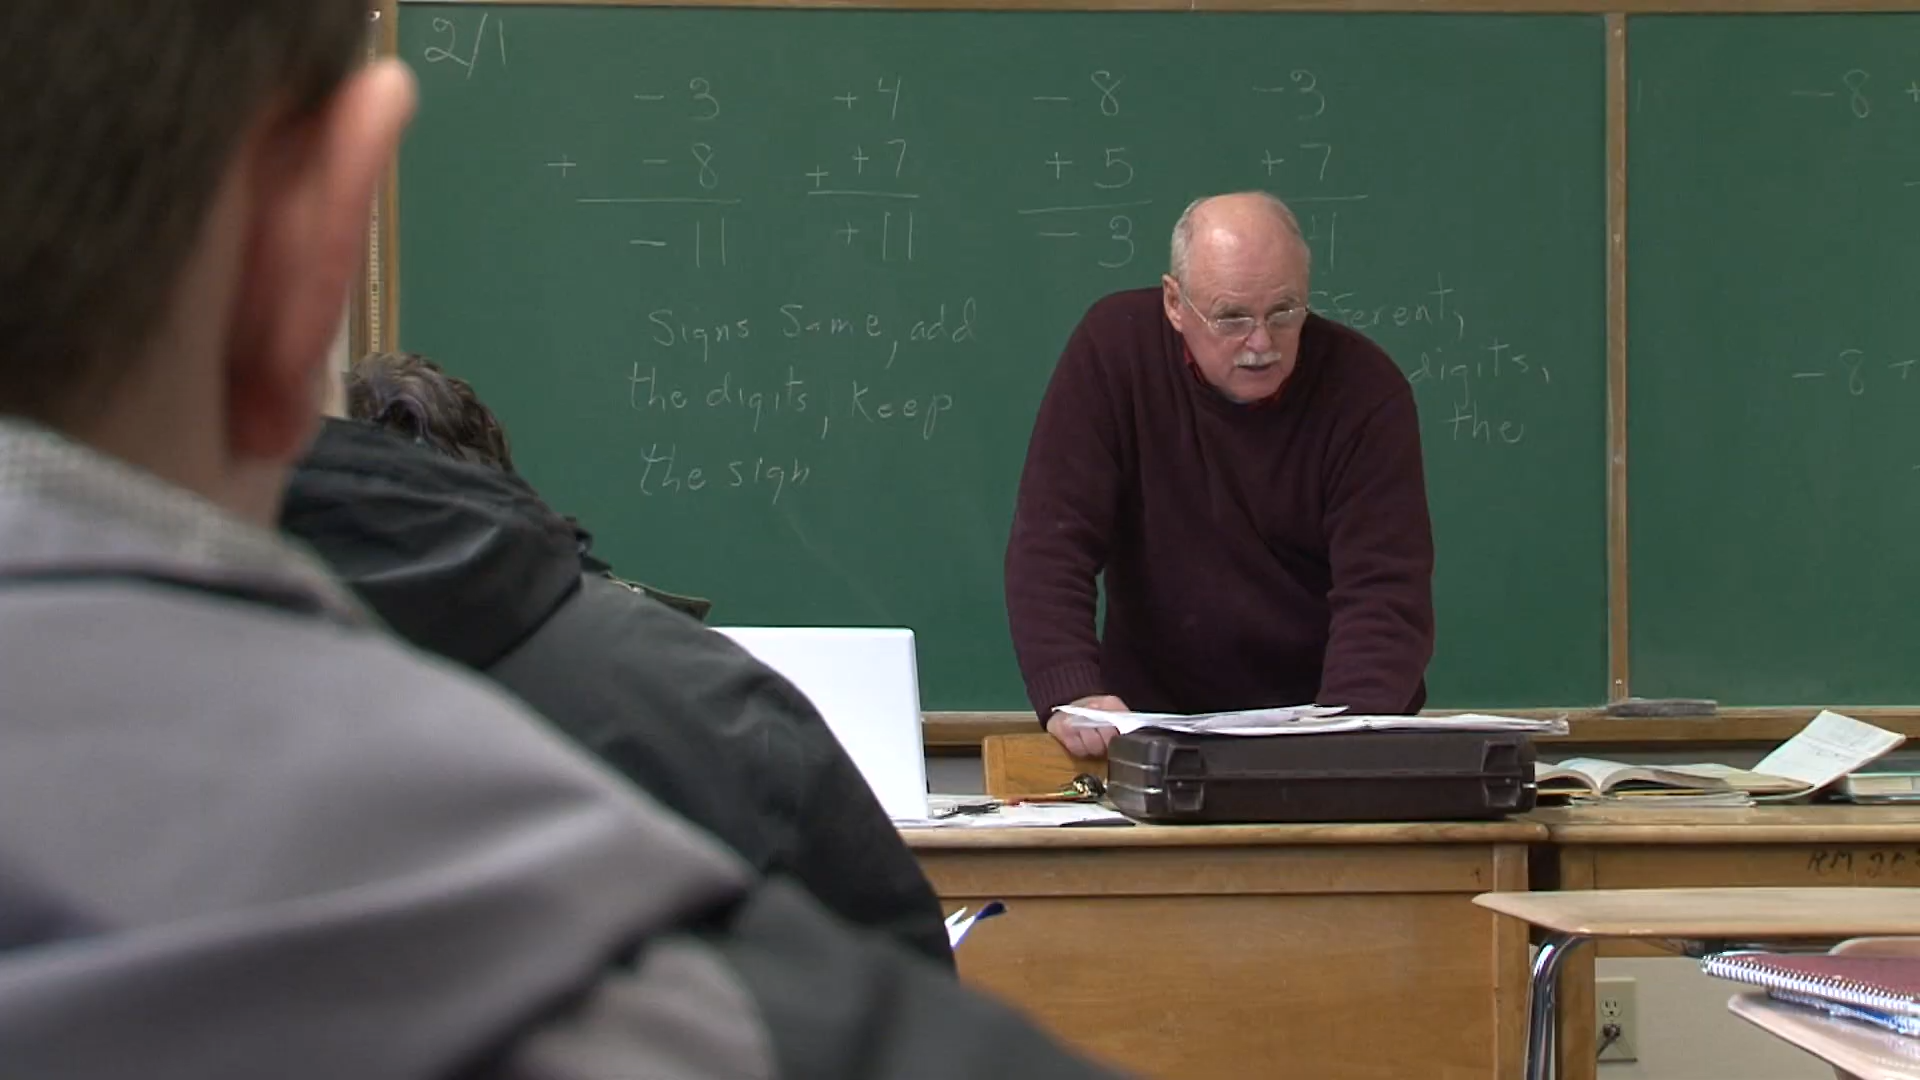 2/1
- 3 +4 - 8 -3
+ - 8 + +7 + 5 + 7
- 11 + 11 - 3 4
Signs Same, add
the digits, Keep digits,
the sign the
- 8 +
- 8 +
RM